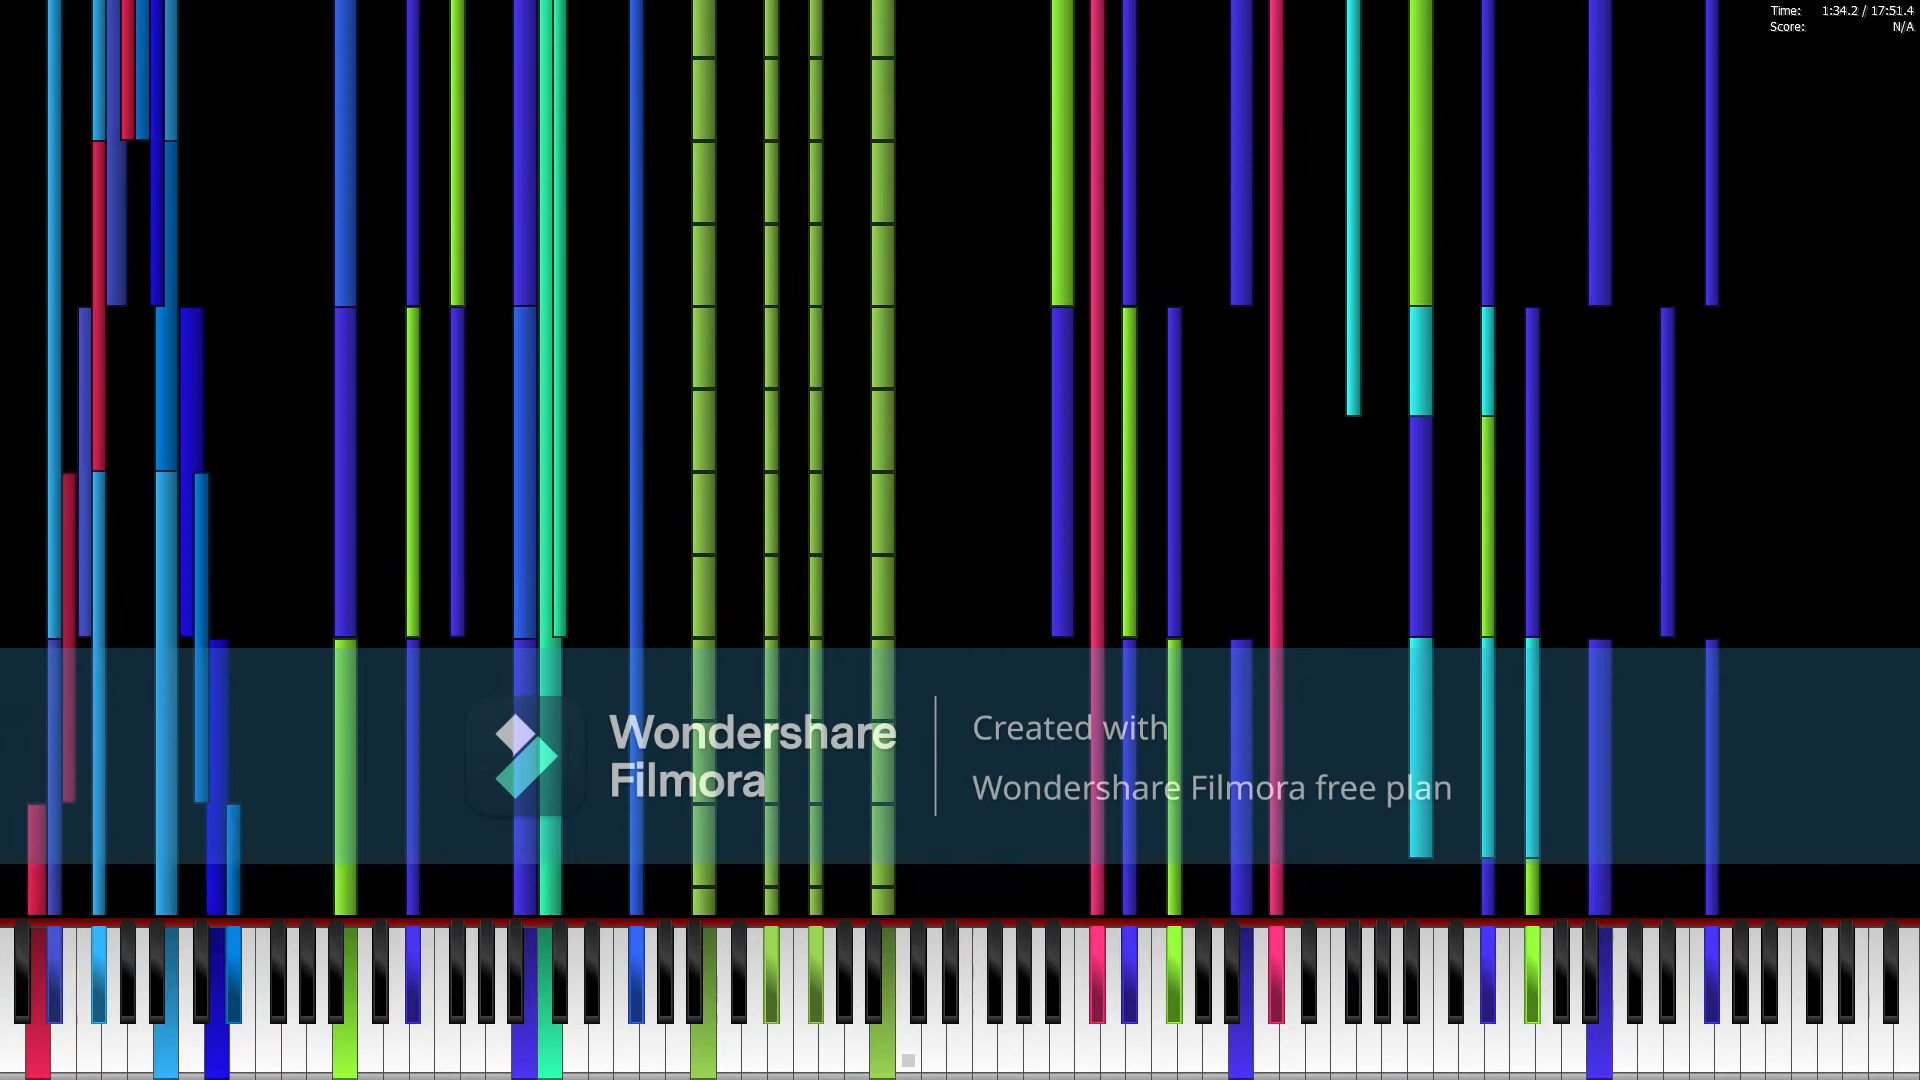 Time: 1:34.2 / 17:51.4
Score: N/A
Wondershare
Filmora
Created with
Wondershare Filmora free plan